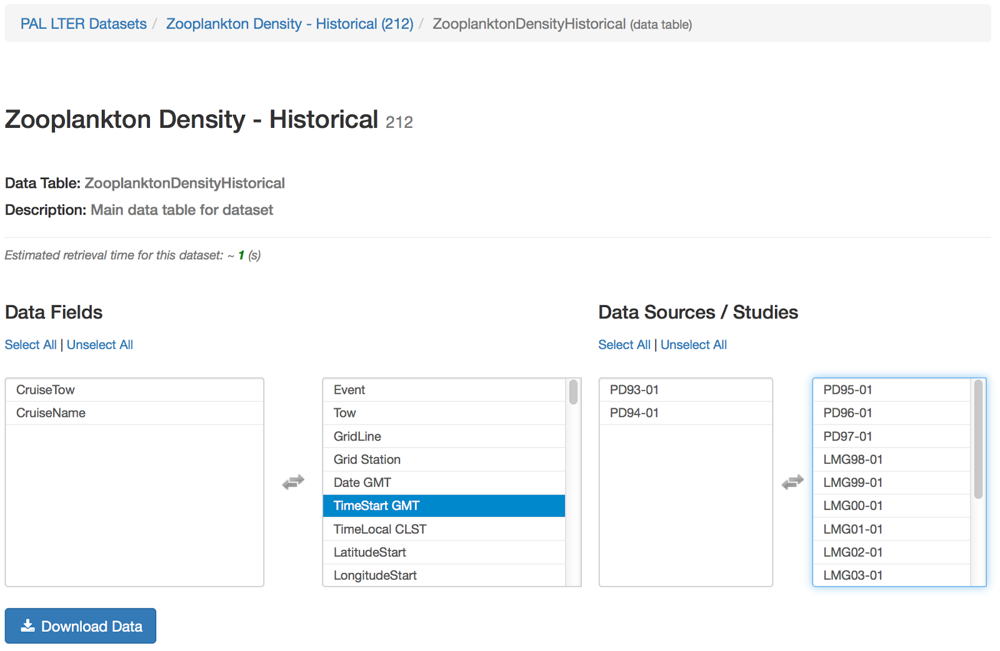 PAL LTER Datasets / Zooplankton Density - Historical (212) / ZooplanktonDensityHistorical (data table)
Zooplankton Density - Historical 212
Data Table: ZooplanktonDensityHistorical
Description: Main data table for dataset
Estimated retrieval time for this dataset: ~ 1 (s)
Data Fields
Select All | Unselect All
CruiseTow
CruiseName
Event
Tow
GridLine
Grid Station
Date GMT
TimeStart GMT
TimeLocal CLST
LatitudeStart
LongitudeStart
Data Sources / Studies
Select All | Unselect All
PD93-01
PD94-01
PD95-01
PD96-01
PD97-01
LMG98-01
LMG99-01
LMG00-01
LMG01-01
LMG02-01
LMG03-01
Download Data